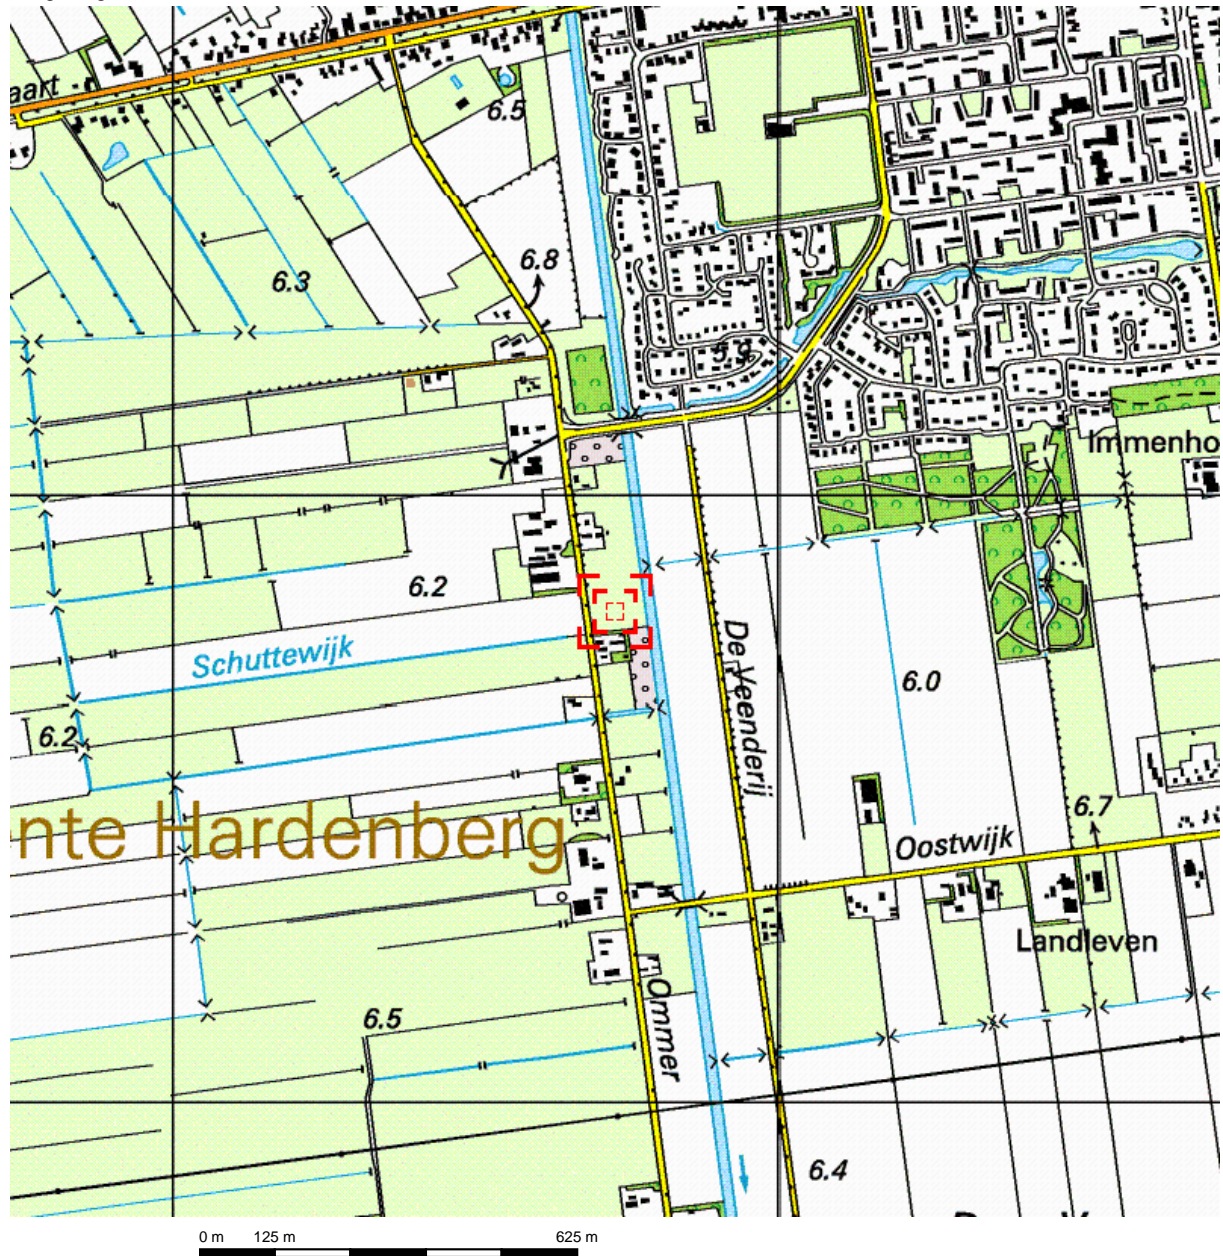 aart
6.5
6.8
6.3
5.9
Immenho
6.2
Schuttewijk
De Veenderij
6.0
6.2
nte Hardenberg
6.7
Oostwijk
Landleven
Ommer
6.5
6.4
0 m 125 m 625 m